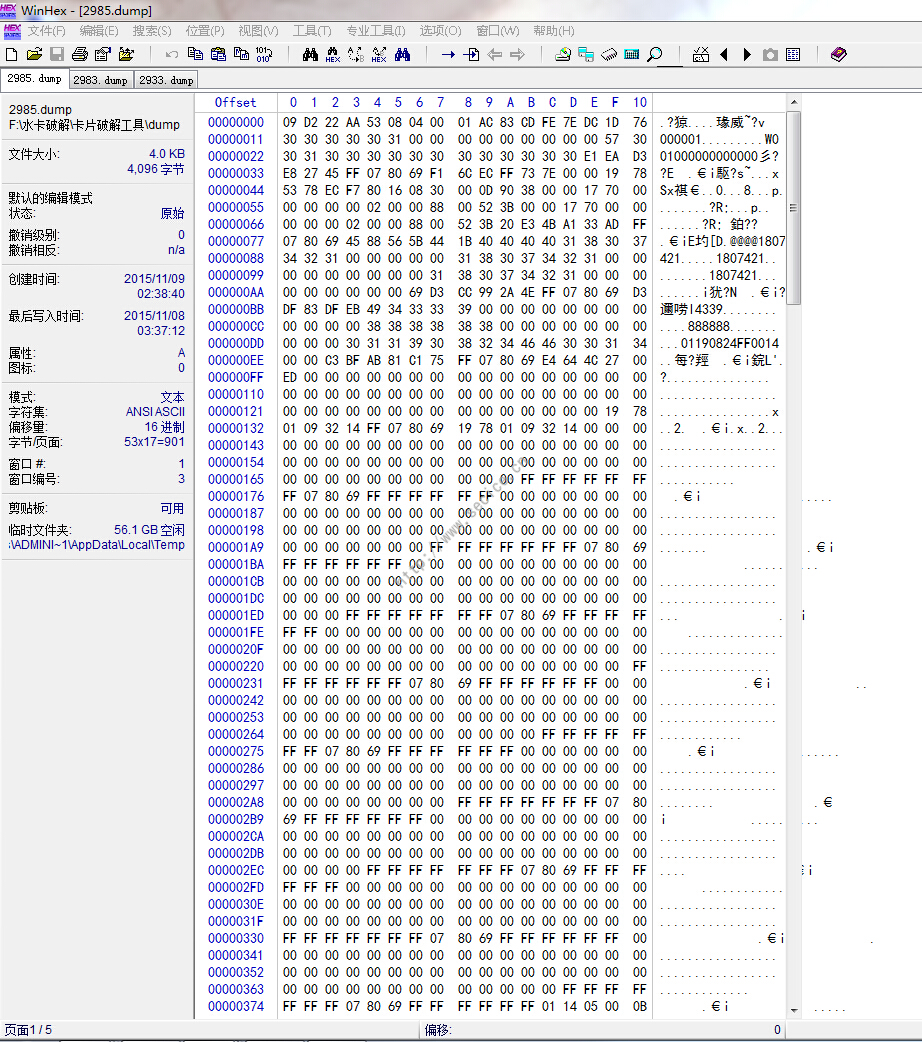 WinHex - [2985.dump]
文件(F) 编辑(E) 搜索(S) 位置(P) 视图(V) 工具(T) 专业工具(I) 选项(O) 窗口(W) 帮助(H)
2985.dump 2983.dump 2933.dump
2985.dump
F:\水卡破解\卡片破解工具\dump
文件大小: 4.0 KB
4,096 字节
默认的编辑模式
状态: 原始
撤销级别: 0
撤销相反: n/a
创建时间: 2015/11/09
02:38:40
最后写入时间: 2015/11/08
03:37:12
属性: A
图标: 0
模式: 文本
字符集: ANSI ASCII
偏移量: 16 进制
字节/页面: 53x17=901
窗口 #: 1
窗口编号: 3
剪贴板: 可用
临时文件夹: 56.1 GB 空闲
:\ADMINI~1\AppData\Local\Temp
Offset 0 1 2 3 4 5 6 7 8 9 A B C D E F 10
00000000 09 D2 22 AA 53 08 04 00 01 AC 83 CD FE 7E DC 1D 76
00000011 30 30 30 30 30 31 00 00 00 00 00 00 00 00 00 57 30
00000022 30 31 30 30 30 30 30 30 30 30 30 30 30 30 E1 EA D3
00000033 E8 27 45 FF 07 80 69 F1 6C EC FF 73 7E 00 00 19 78
00000044 53 78 EC F7 80 16 08 30 00 0D 90 38 00 00 17 70 00
00000055 00 00 00 00 02 00 00 88 00 52 3B 00 00 17 70 00 00
00000066 00 00 00 02 00 00 88 00 52 3B 20 E3 4B A1 33 AD FF
00000077 07 80 69 45 88 56 5B 44 1B 40 40 40 40 31 38 30 37
00000088 34 32 31 00 00 00 00 00 31 38 30 37 34 32 31 00 00
00000099 00 00 00 00 00 00 00 31 38 30 37 34 32 31 00 00 00
000000AA 00 00 00 00 00 00 69 D3 CC 99 2A 4E FF 07 80 69 D3
000000BB DF 83 DF EB 49 34 33 33 39 00 00 00 00 00 00 00 00
000000CC 00 00 00 00 38 38 38 38 38 38 00 00 00 00 00 00 00
000000DD 00 00 00 30 31 31 39 30 38 32 34 46 46 30 30 31 34
000000EE 00 00 C3 BF AB 81 C1 75 FF 07 80 69 E4 64 4C 27 00
000000FF ED 00 00 00 00 00 00 00 00 00 00 00 00 00 00 00 00
00000110 00 00 00 00 00 00 00 00 00 00 00 00 00 00 00 00 00
00000121 00 00 00 00 00 00 00 00 00 00 00 00 00 00 00 19 78
00000132 01 09 32 14 FF 07 80 69 19 78 01 09 32 14 00 00 00
00000143 00 00 00 00 00 00 00 00 00 00 00 00 00 00 00 00 00
00000154 00 00 00 00 00 00 00 00 00 00 00 00 00 00 00 00 00
00000165 00 00 00 00 00 00 00 00 00 00 00 FF FF FF FF FF FF
00000176 FF 07 80 69 FF FF FF FF FF FF 00 00 00 00 00 00 00
00000187 00 00 00 00 00 00 00 00 00 00 00 00 00 00 00 00 00
00000198 00 00 00 00 00 00 00 00 00 00 00 00 00 00 00 00 00
000001A9 00 00 00 00 00 00 00 FF FF FF FF FF FF FF 07 80 69
000001BA FF FF FF FF FF FF 00 00 00 00 00 00 00 00 00 00 00
000001CB 00 00 00 00 00 00 00 00 00 00 00 00 00 00 00 00 00
000001DC 00 00 00 00 00 00 00 00 00 00 00 00 00 00 00 00 00
000001ED 00 00 00 FF FF FF FF FF FF FF 07 80 69 FF FF FF FF
000001FE FF FF 00 00 00 00 00 00 00 00 00 00 00 00 00 00 00
0000020F 00 00 00 00 00 00 00 00 00 00 00 00 00 00 00 00 00
00000220 00 00 00 00 00 00 00 00 00 00 00 00 00 00 00 00 FF
00000231 FF FF FF FF FF FF 07 80 69 FF FF FF FF FF FF 00 00
00000242 00 00 00 00 00 00 00 00 00 00 00 00 00 00 00 00 00
00000253 00 00 00 00 00 00 00 00 00 00 00 00 00 00 00 00 00
00000264 00 00 00 00 00 00 00 00 00 00 00 00 FF FF FF FF FF
00000275 FF FF 07 80 69 FF FF FF FF FF FF 00 00 00 00 00 00
00000286 00 00 00 00 00 00 00 00 00 00 00 00 00 00 00 00 00
00000297 00 00 00 00 00 00 00 00 00 00 00 00 00 00 00 00 00
000002A8 00 00 00 00 00 00 00 00 FF FF FF FF FF FF FF 07 80
000002B9 69 FF FF FF FF FF FF 00 00 00 00 00 00 00 00 00 00
000002CA 00 00 00 00 00 00 00 00 00 00 00 00 00 00 00 00 00
000002DB 00 00 00 00 00 00 00 00 00 00 00 00 00 00 00 00 00
000002EC 00 00 00 00 FF FF FF FF FF FF FF 07 80 69 FF FF FF
000002FD FF FF FF 00 00 00 00 00 00 00 00 00 00 00 00 00 00
0000030E 00 00 00 00 00 00 00 00 00 00 00 00 00 00 00 00 00
0000031F 00 00 00 00 00 00 00 00 00 00 00 00 00 00 00 00 00
00000330 FF FF FF FF FF FF FF 07 80 69 FF FF FF FF FF FF 00
00000341 00 00 00 00 00 00 00 00 00 00 00 00 00 00 00 00 00
00000352 00 00 00 00 00 00 00 00 00 00 00 00 00 00 00 00 00
00000363 00 00 00 00 00 00 00 00 00 00 00 00 00 FF FF FF FF
00000374 FF FF FF 07 80 69 FF FF FF FF FF FF 01 14 05 00 0B
页面1 / 5 偏移: 0